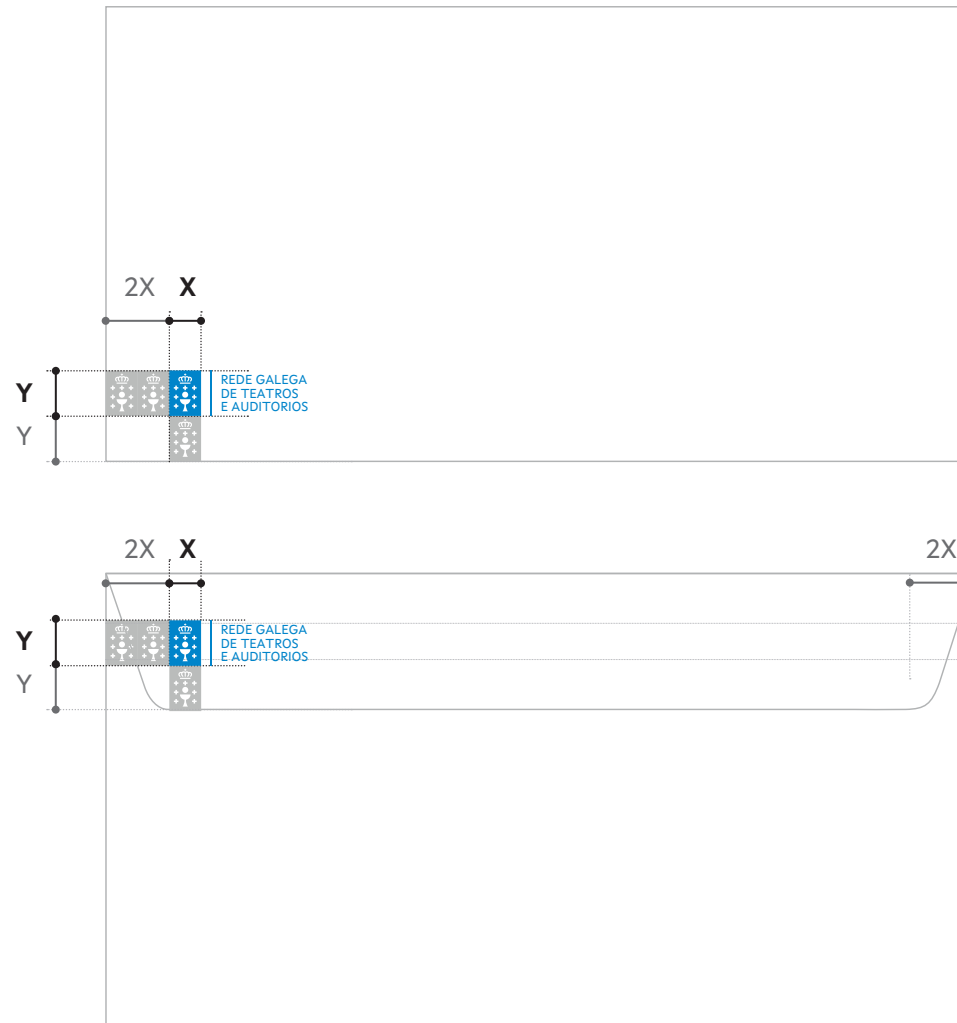 2X X
Y
REDE GALEGA
DE TEATROS
E AUDITORIOS
Y
2X X 2X
Y
REDE GALEGA
DE TEATROS
E AUDITORIOS
Y